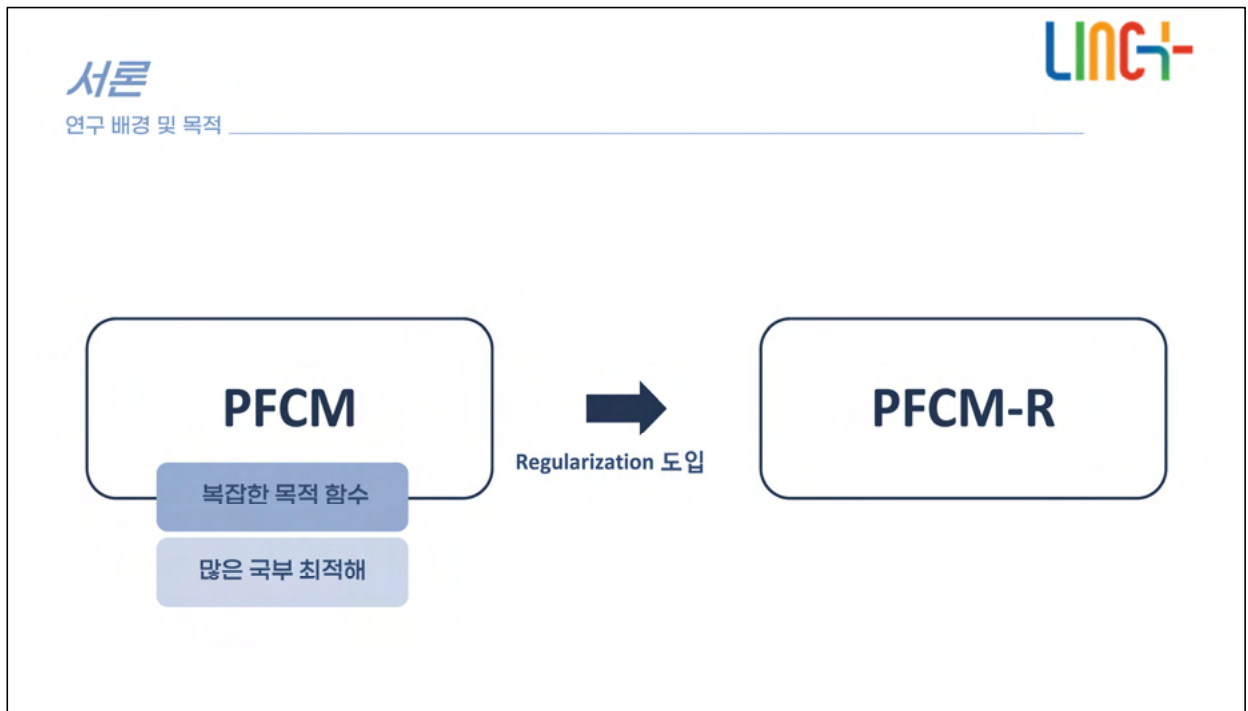 LINC+
서론
연구 배경 및 목적
PFCM
PFCM-R
Regularization 도입
복잡한 목적 함수
많은 국부 최적해